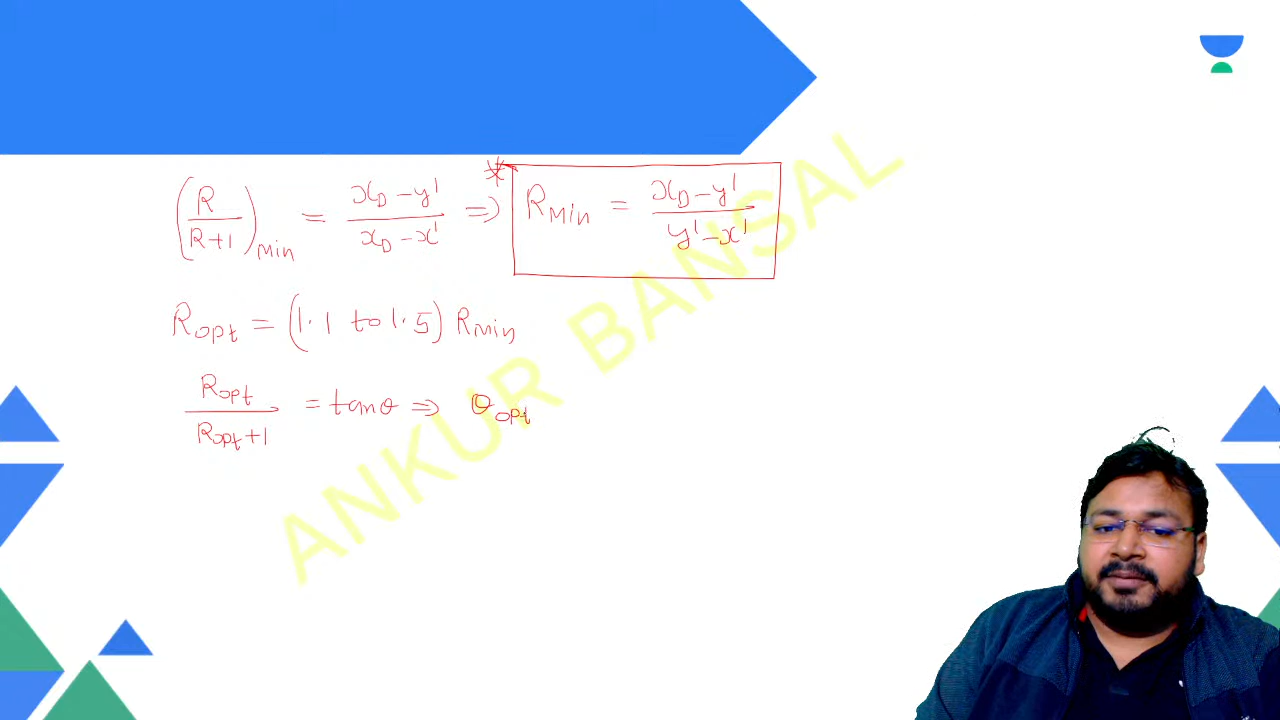 (R/R+1)min = xD-y'/xD-x' ⇒ *RMin = xD-y'/y'-x'
Ropt = (1.1 to 1.5) RMin
Ropt/Ropt+1 = tanθ ⇒ θopt
ANKUR BANSAL